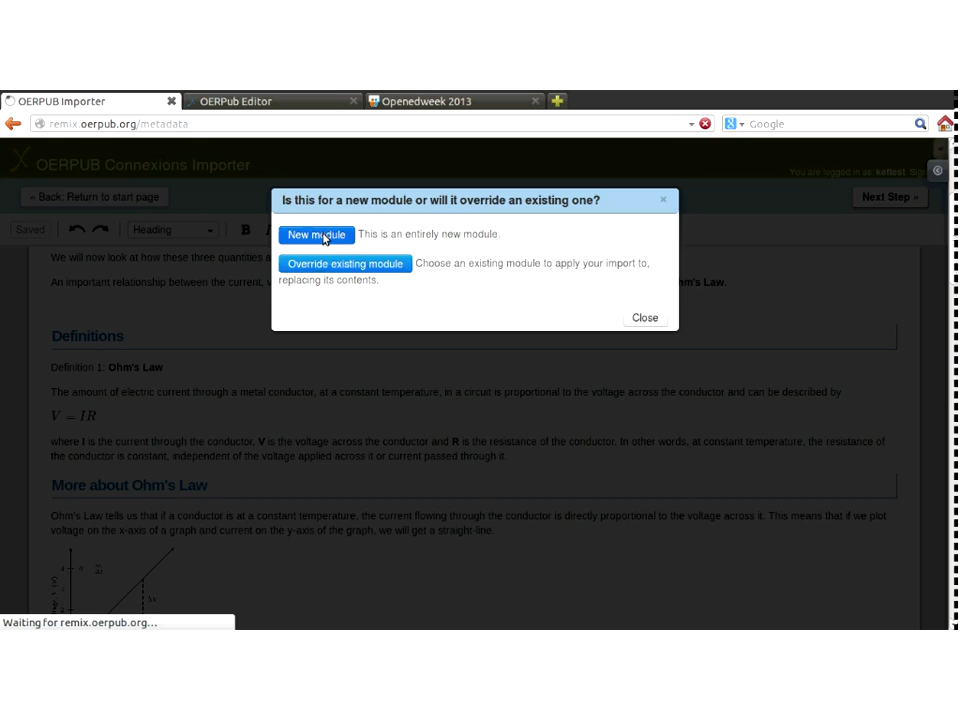 OERPUB Importer
OERPub Editor
Openedweek 2013
remix.oerpub.org/metadata
Google
OERPUB Connexions Importer
You are logged in as: keftest Sign
« Back: Return to start page
Next Step »
Is this for a new module or will it override an existing one? ×
New module This is an entirely new module.
Override existing module Choose an existing module to apply your import to,
replacing its contents.
Close
Saved
Heading
B
We will now look at how these three quantities
An important relationship between the current,
hm's Law.
Definitions
Definition 1: Ohm's Law
The amount of electric current through a metal conductor, at a constant temperature, in a circuit is proportional to the voltage across the conductor and can be described by
V = IR
where I is the current through the conductor, V is the voltage across the conductor and R is the resistance of the conductor. In other words, at constant temperature, the resistance of
the conductor is constant, independent of the voltage applied across it or current passed through it.
More about Ohm's Law
Ohm's Law tells us that if a conductor is at a constant temperature, the current flowing through the conductor is directly proportional to the voltage across it. This means that if we plot
voltage on the x-axis of a graph and current on the y-axis of the graph, we will get a straight-line.
4
Waiting for remix.oerpub.org...